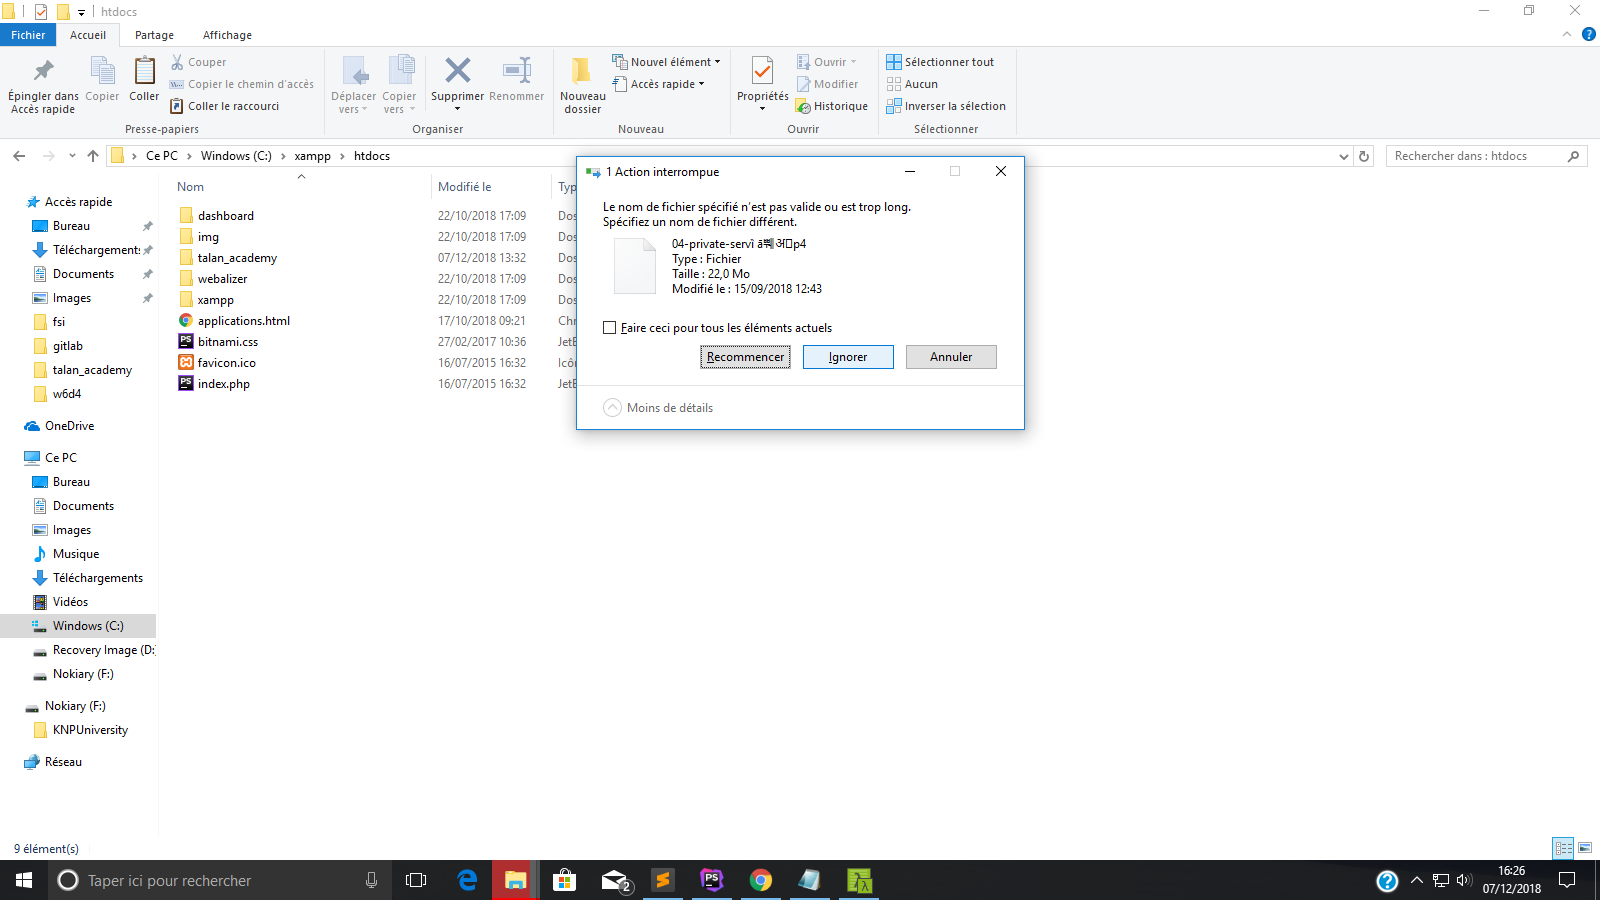 htdocs
Fichier
Accueil
Partage
Affichage
Épingler dans
Accès rapide
Copier
Coller
Couper
Copier le chemin d'accès
Coller le raccourci
Presse-papiers
Déplacer
vers
Copier
vers
Supprimer
Renommer
Organiser
Nouveau
dossier
Nouvel élément
Accès rapide
Nouveau
Propriétés
Ouvrir
Modifier
Historique
Ouvrir
Sélectionner tout
Aucun
Inverser la sélection
Sélectionner
Ce PC > Windows (C:) > xampp > htdocs
Rechercher dans : htdocs
Accès rapide
Bureau
Téléchargement
Documents
Images
fsi
gitlab
talan_academy
w6d4
OneDrive
Ce PC
Bureau
Documents
Images
Musique
Téléchargements
Vidéos
Windows (C:)
Recovery Image (D:
Nokiary (F:)
Nokiary (F:)
KNPUniversity
Réseau
Nom Modifié le Typ
dashboard 22/10/2018 17:09 Dos
img 22/10/2018 17:09 Dos
talan_academy 07/12/2018 13:32 Dos
webalizer 22/10/2018 17:09 Dos
xampp 22/10/2018 17:09 Dos
applications.html 17/10/2018 09:21 Chr
bitnami.css 27/02/2017 10:36 JetB
favicon.ico 16/07/2015 16:32 Icôn
index.php 16/07/2015 16:32 JetB
1 Action interrompue
Le nom de fichier spécifié n'est pas valide ou est trop long.
Spécifiez un nom de fichier différent.
Type : Fichier
Taille : 22,0 Mo
Modifié le : 15/09/2018 12:43
Faire ceci pour tous les éléments actuels
Recommencer
Ignorer
Annuler
Moins de détails
9 élément(s)
Taper ici pour rechercher
2
PS
16:26
07/12/2018